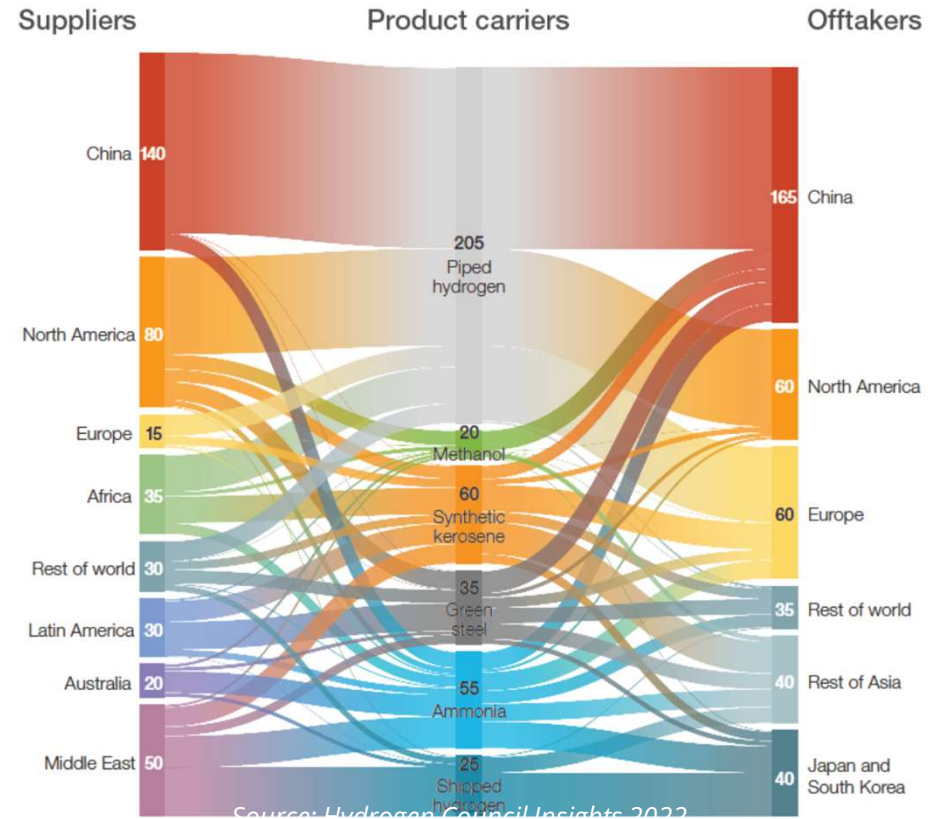 Suppliers
Product carriers
Offtakers
China
140
North America
80
Europe
15
Africa
35
Rest of world
30
Latin America
30
Australia
20
Middle East
50
205
Piped
hydrogen
20
Methanol
60
Synthetic
kerosene
35
Green
steel
55
Ammonia
25
Shipped
hydrogen
165
China
60
North America
60
Europe
35
Rest of world
40
Rest of Asia
40
Japan and
South Korea
Source: Hydrogen Council Insights 2022